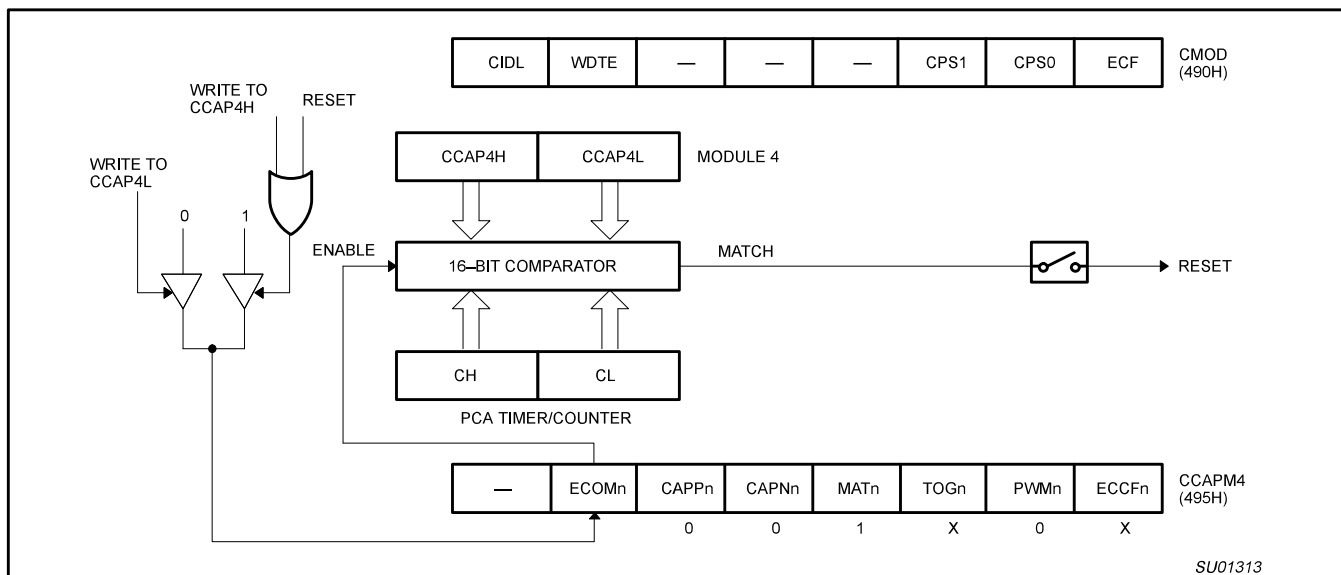 CIDL WDTE — — — CPS1 CPS0 ECF
CMOD
(490H)
WRITE TO
CCAP4H
RESET
CCAP4H CCAP4L
MODULE 4
WRITE TO
CCAP4L
0 1
ENABLE
16–BIT COMPARATOR
MATCH
RESET
CH CL
PCA TIMER/COUNTER
— ECOMn CAPPn CAPNn MATn TOGn PWMn ECCFn
CCAPM4
(495H)
0 0 1 X 0 X
SU01313